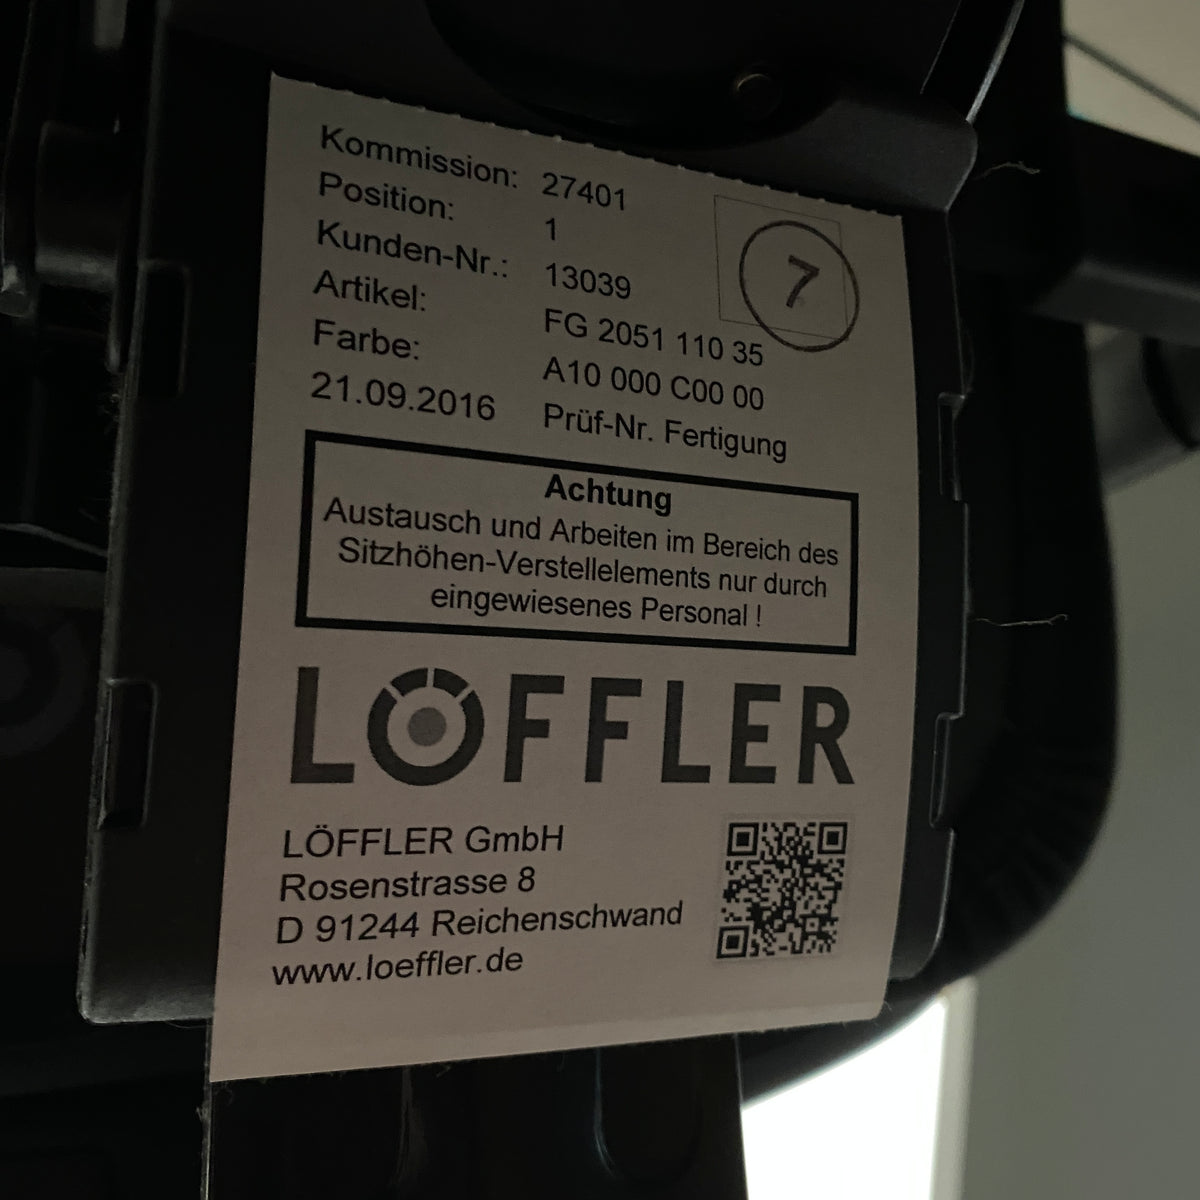 Kommission: 27401
Position: 1
Kunden-Nr.: 13039
Artikel: FG 2051 110 35
Farbe: A10 000 C00 00
21.09.2016 Prüf-Nr. Fertigung
7
Achtung
Austausch und Arbeiten im Bereich des
Sitzhöhen-Verstellelements nur durch
eingewiesenes Personal !
LÖFFLER
LÖFFLER GmbH
Rosenstrasse 8
D 91244 Reichenschwand
www.loeffler.de